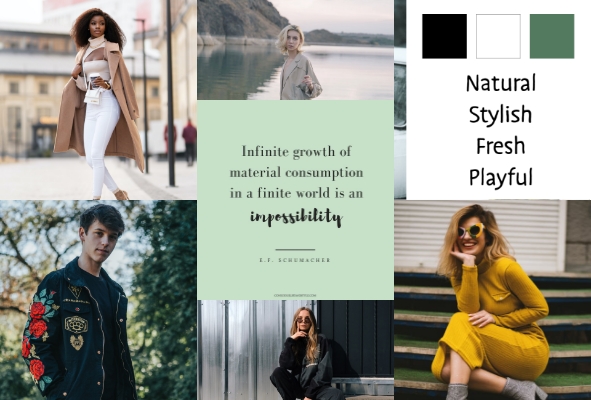 Natural
Stylish
Fresh
Playful
Infinite growth of
material consumption
in a finite world is an
impossibility
E.F. SCHUMACHER